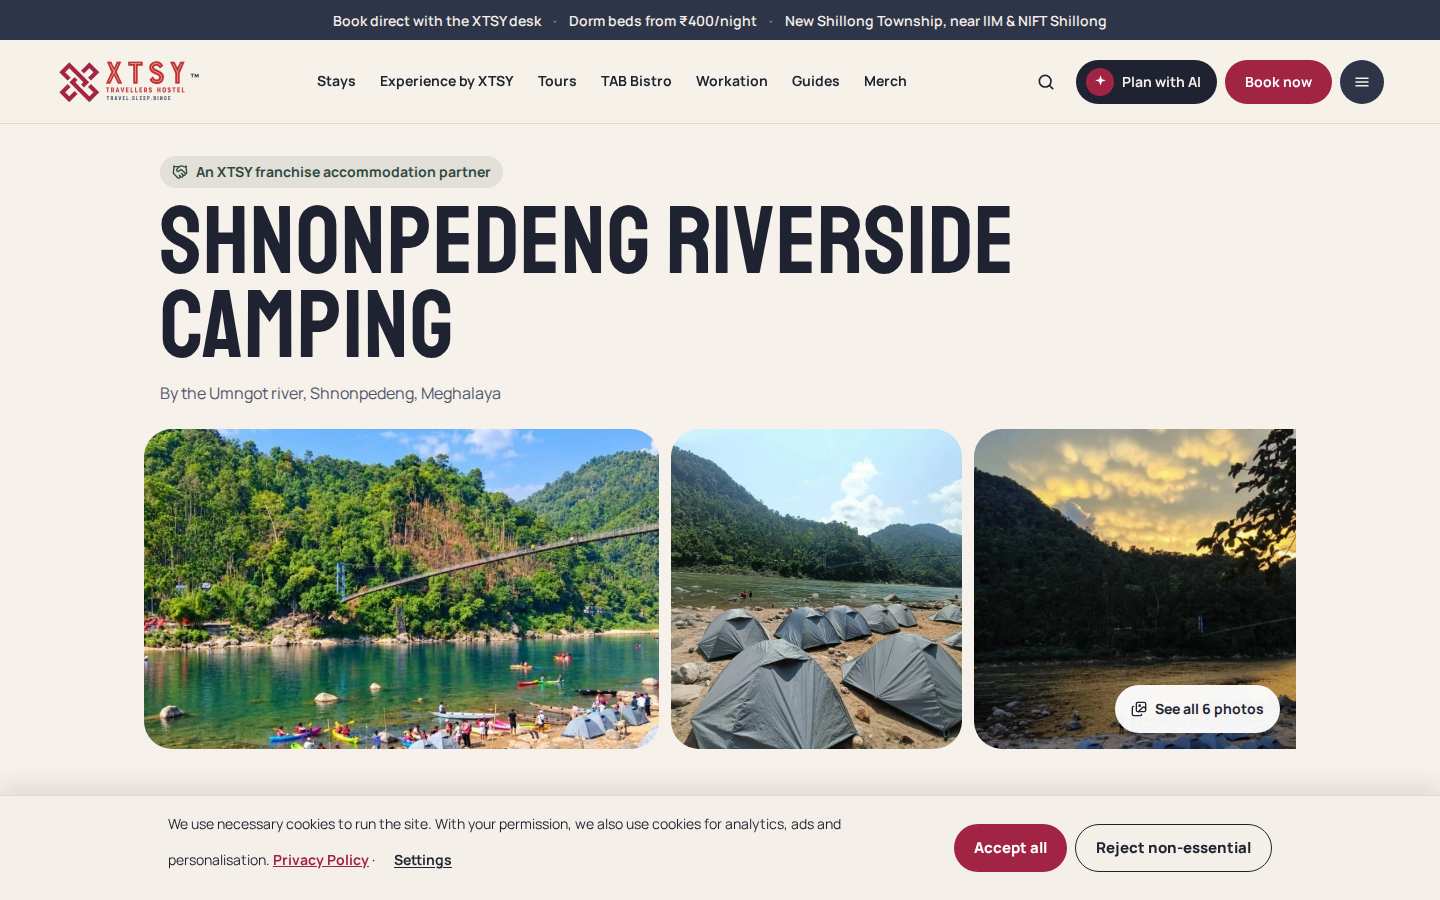 Book direct with the XTSY desk · Dorm beds from ₹400/night · New Shillong Township, near IIM & NIFT Shillong
XTSY ™
TRAVELLERS HOSTEL
TRAVEL.SLEEP.BINGE
Stays Experience by XTSY Tours TAB Bistro Workation Guides Merch
Plan with AI
Book now
An XTSY franchise accommodation partner
SHNONPEDENG RIVERSIDE
CAMPING
By the Umngot river, Shnonpedeng, Meghalaya
See all 6 photos
We use necessary cookies to run the site. With your permission, we also use cookies for analytics, ads and
personalisation. Privacy Policy · Settings
Accept all
Reject non-essential